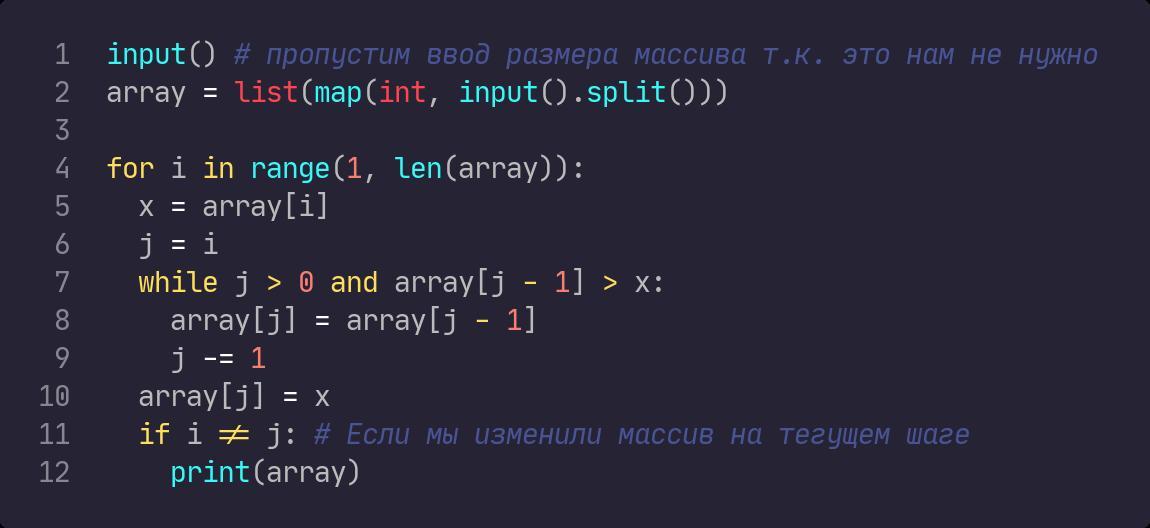 1 input() # пропустим ввод размера массива т.к. это нам не нужно
2 array = list(map(int, input().split()))
3
4 for i in range(1, len(array)):
5   x = array[i]
6   j = i
7   while j > 0 and array[j - 1] > x:
8     array[j] = array[j - 1]
9     j -= 1
10   array[j] = x
11   if i != j: # Если мы изменили массив на тегущем шаге
12     print(array)